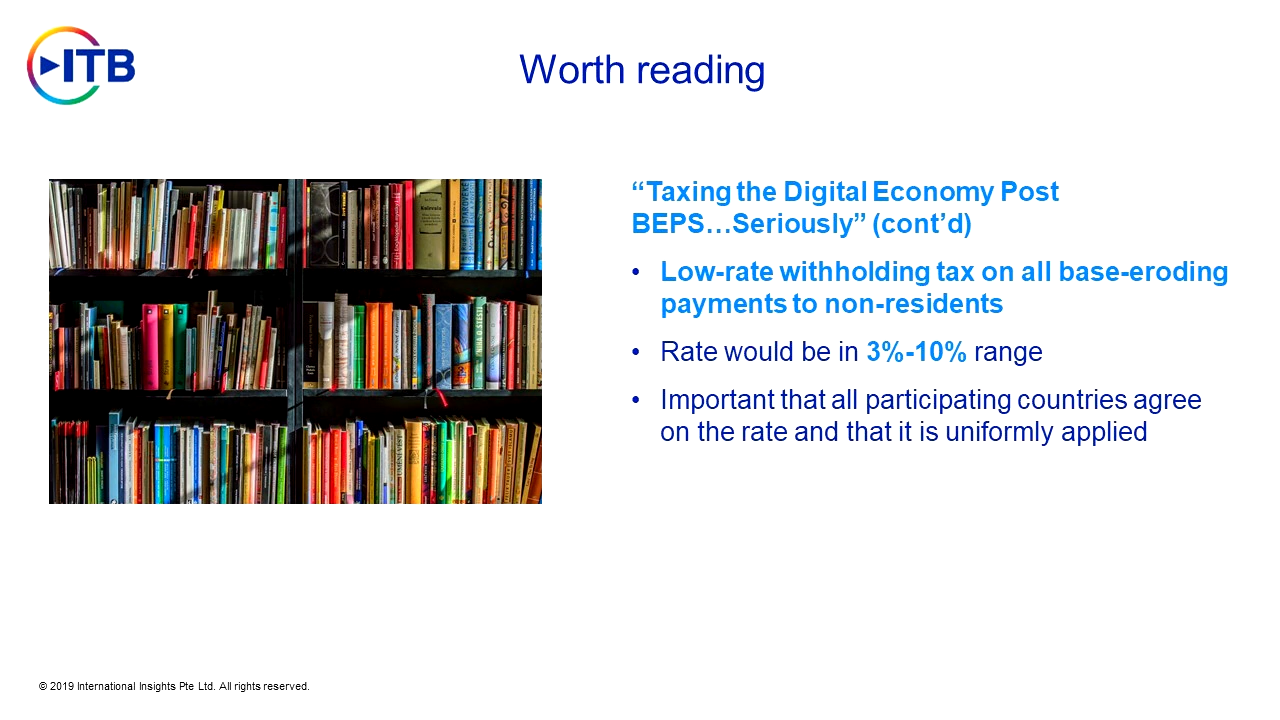 ITB
Worth reading
“Taxing the Digital Economy Post
BEPS…Seriously” (cont’d)
• Low-rate withholding tax on all base-eroding
payments to non-residents
• Rate would be in 3%-10% range
• Important that all participating countries agree
on the rate and that it is uniformly applied
© 2019 International Insights Pte Ltd. All rights reserved.